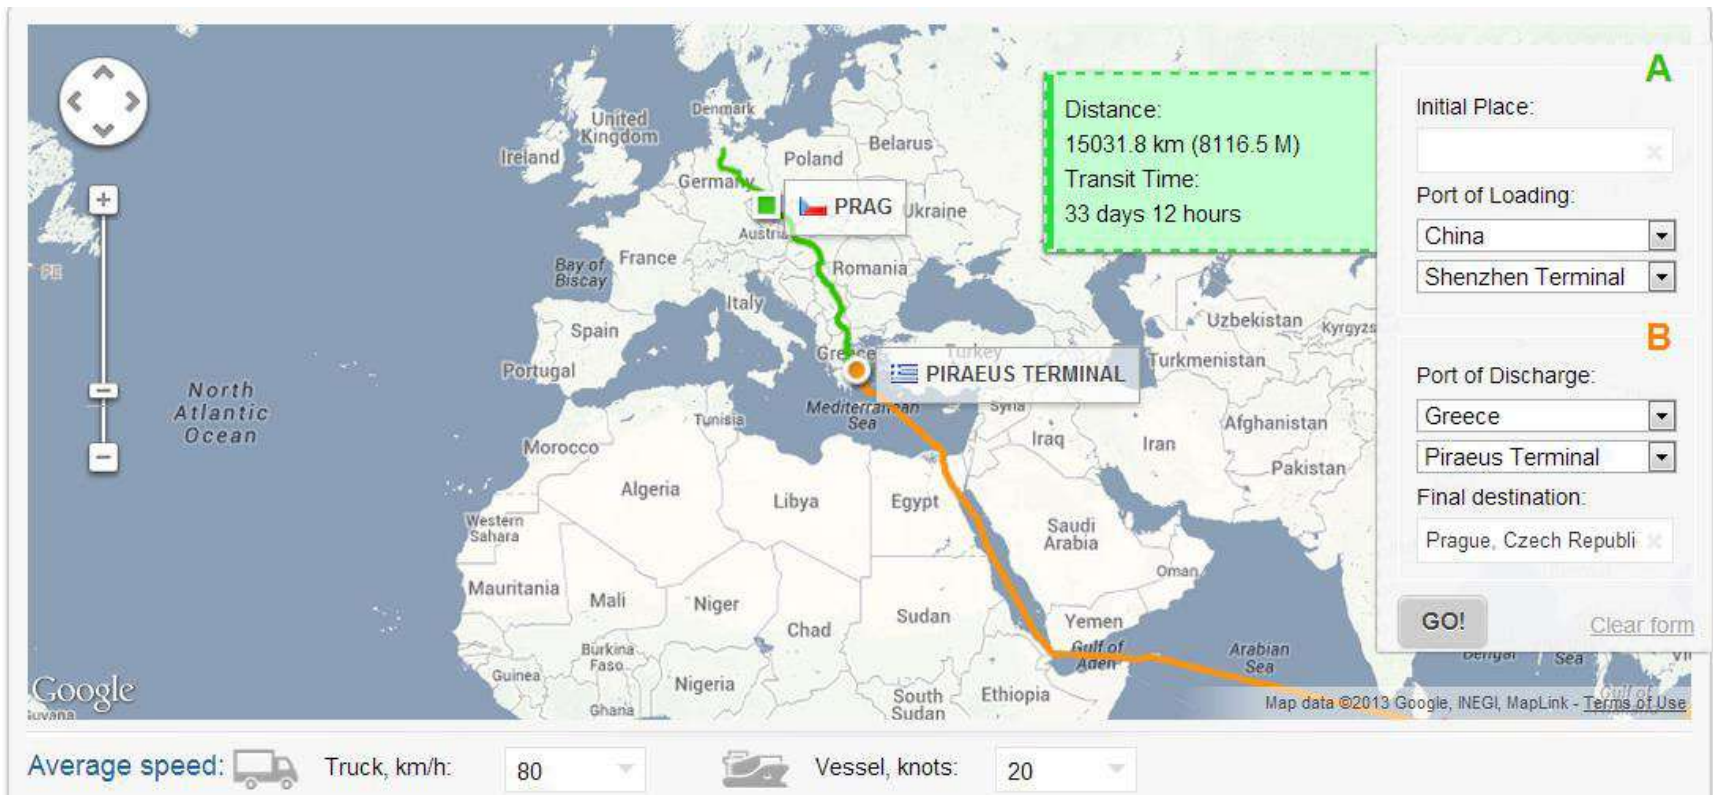 Denmark
United
Kingdom
Ireland
Poland
Belarus
Germany
PRAG
Ukraine
Austria
Bay of
Biscay
France
Romania
Italy
Spain
Portugal
Greece
Turkey
PIRAEUS TERMINAL
Mediterranean
Sea
Syria
Tunisia
Morocco
Iraq
Iran
Afghanistan
Pakistan
Uzbekistan
Kyrgyzs
Turkmenistan
North
Atlantic
Ocean
Algeria
Libya
Egypt
Western
Sahara
Saudi
Arabia
Oman
Mauritania
Mali
Niger
Chad
Sudan
Yemen
Gulf of
Aden
Arabian
Sea
Burkina
Faso
Guinea
Nigeria
Ghana
South
Sudan
Ethiopia
Guyana
Google
Map data ©2013 Google, INEGI, MapLink - Terms of Use
Distance:
15031.8 km (8116.5 M)
Transit Time:
33 days 12 hours
A
Initial Place:
Port of Loading:
China
Shenzhen Terminal
B
Port of Discharge:
Greece
Piraeus Terminal
Final destination:
Prague, Czech Republi
GO!
Clear form
Average speed:
Truck, km/h:
80
Vessel, knots:
20